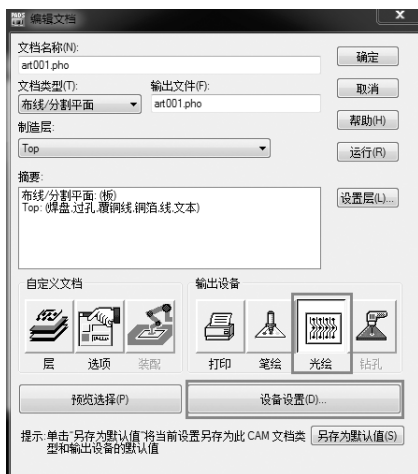 编辑文档
文档名称(N):
art001.pho
确定
文档类型(T):
输出文件(F):
取消
布线/分割平面
art001.pho
制造层:
帮助(H)
Top
运行(R)
摘要:
布线/分割平面: (板)
Top: (焊盘.过孔.覆铜线.铜箔.线.文本)
设置层(L)...
自定义文档
输出设备
层
选项
装配
打印
笔绘
光绘
钻孔
预览选择(P)
设备设置(D)...
提示:单击“另存为默认值”将当前设置另存为此 CAM 文档类
型和输出设备的默认值
另存为默认值(S)